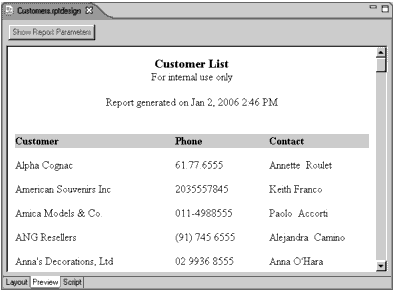 Customers.rptdesign
Show Report Parameters
Customer List
For internal use only
Report generated on Jan 2, 2006 2:46 PM
Customer Phone Contact
Alpha Cognac 61.77.6555 Annette Roulet
American Souvenirs Inc 2035557845 Keith Franco
Amica Models & Co. 011-4988555 Paolo Accorti
ANG Resellers (91) 745 6555 Alejandra Camino
Anna's Decorations, Ltd 02 9936 8555 Anna O'Hara
Layout Preview Script